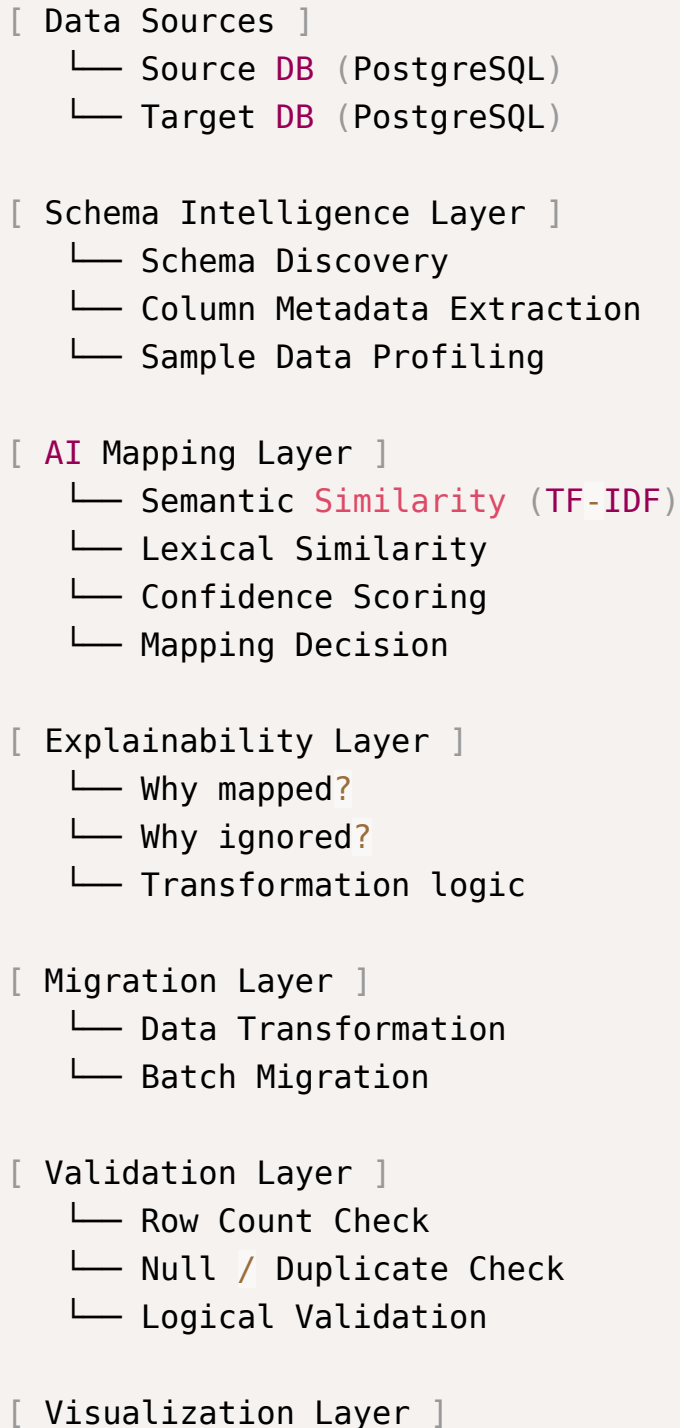 [ Data Sources ]
└── Source DB (PostgreSQL)
└── Target DB (PostgreSQL)
[ Schema Intelligence Layer ]
└── Schema Discovery
└── Column Metadata Extraction
└── Sample Data Profiling
[ AI Mapping Layer ]
└── Semantic Similarity (TF-IDF)
└── Lexical Similarity
└── Confidence Scoring
└── Mapping Decision
[ Explainability Layer ]
└── Why mapped?
└── Why ignored?
└── Transformation logic
[ Migration Layer ]
└── Data Transformation
└── Batch Migration
[ Validation Layer ]
└── Row Count Check
└── Null / Duplicate Check
└── Logical Validation
[ Visualization Layer ]